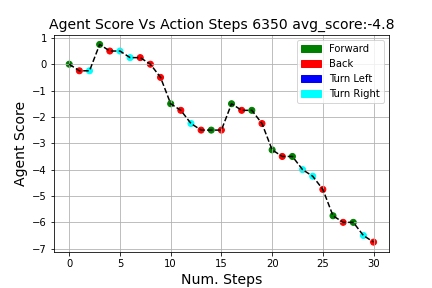 Agent Score Vs Action Steps 6350 avg_score:-4.8
Agent Score
1
0
−1
−2
−3
−4
−5
−6
−7
Forward
Back
Turn Left
Turn Right
0 5 10 15 20 25 30
Num. Steps